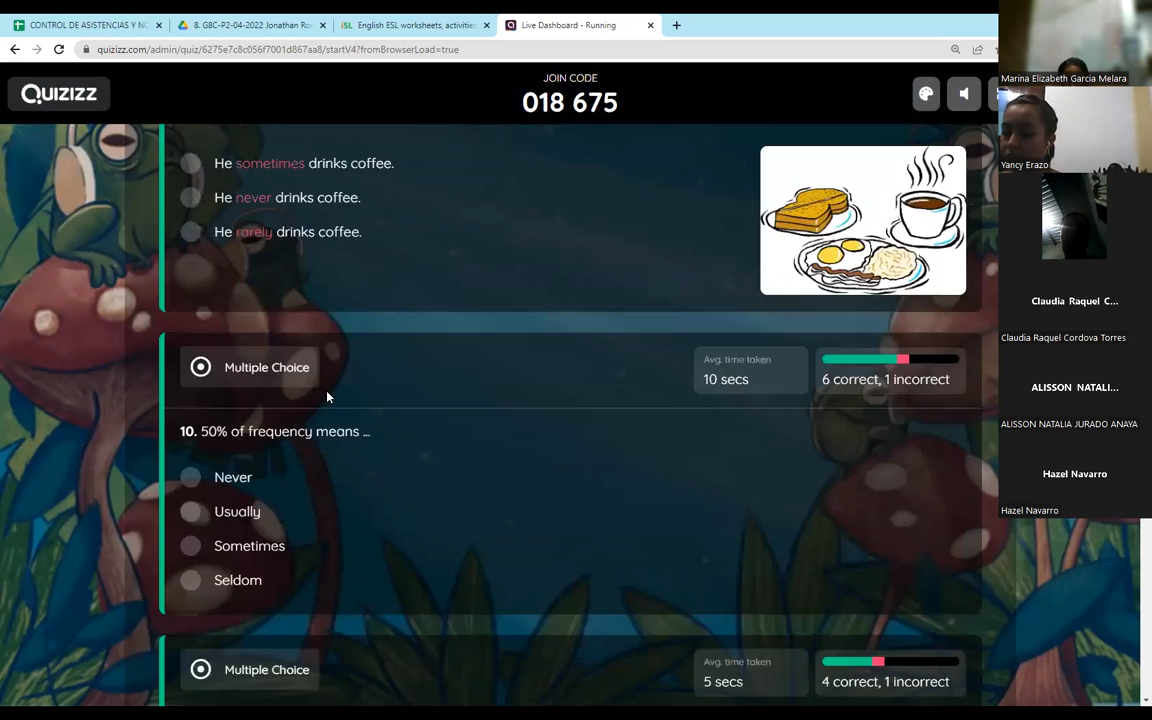 CONTROL DE ASISTENCIAS Y NO
8. G8C-P2-04-2022 Jonathan Ro
ISL English ESL worksheets, activities
Live Dashboard - Running
quizizz.com/admin/quiz/6275e7c8c056f7001d867aa8/startV4?fromBrowserLoad=true
Quizizz
JOIN CODE
018 675
He sometimes drinks coffee.
He never drinks coffee.
He rarely drinks coffee.
Multiple Choice
Avg. time taken
10 secs
6 correct, 1 incorrect
10. 50% of frequency means ...
Never
Usually
Sometimes
Seldom
Multiple Choice
Avg. time taken
5 secs
4 correct, 1 incorrect
Marina Elizabeth Garcia Melara
Yancy Erazo
Claudia Raquel C...
Claudia Raquel Cordova Torres
ALISSON NATALI...
ALISSON NATALIA JURADO ANAYA
Hazel Navarro
Hazel Navarro